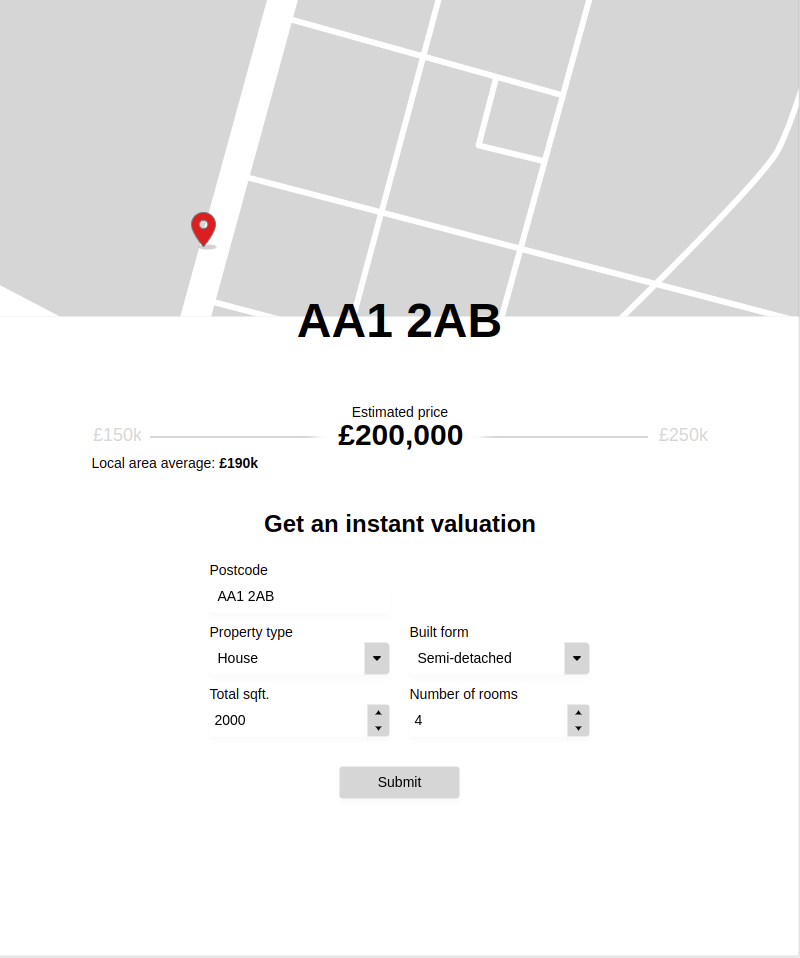 AA1 2AB
Estimated price
£150k £200,000 £250k
Local area average: £190k
Get an instant valuation
Postcode
AA1 2AB
Property type Built form
House Semi-detached
Total sqft. Number of rooms
2000 4
Submit